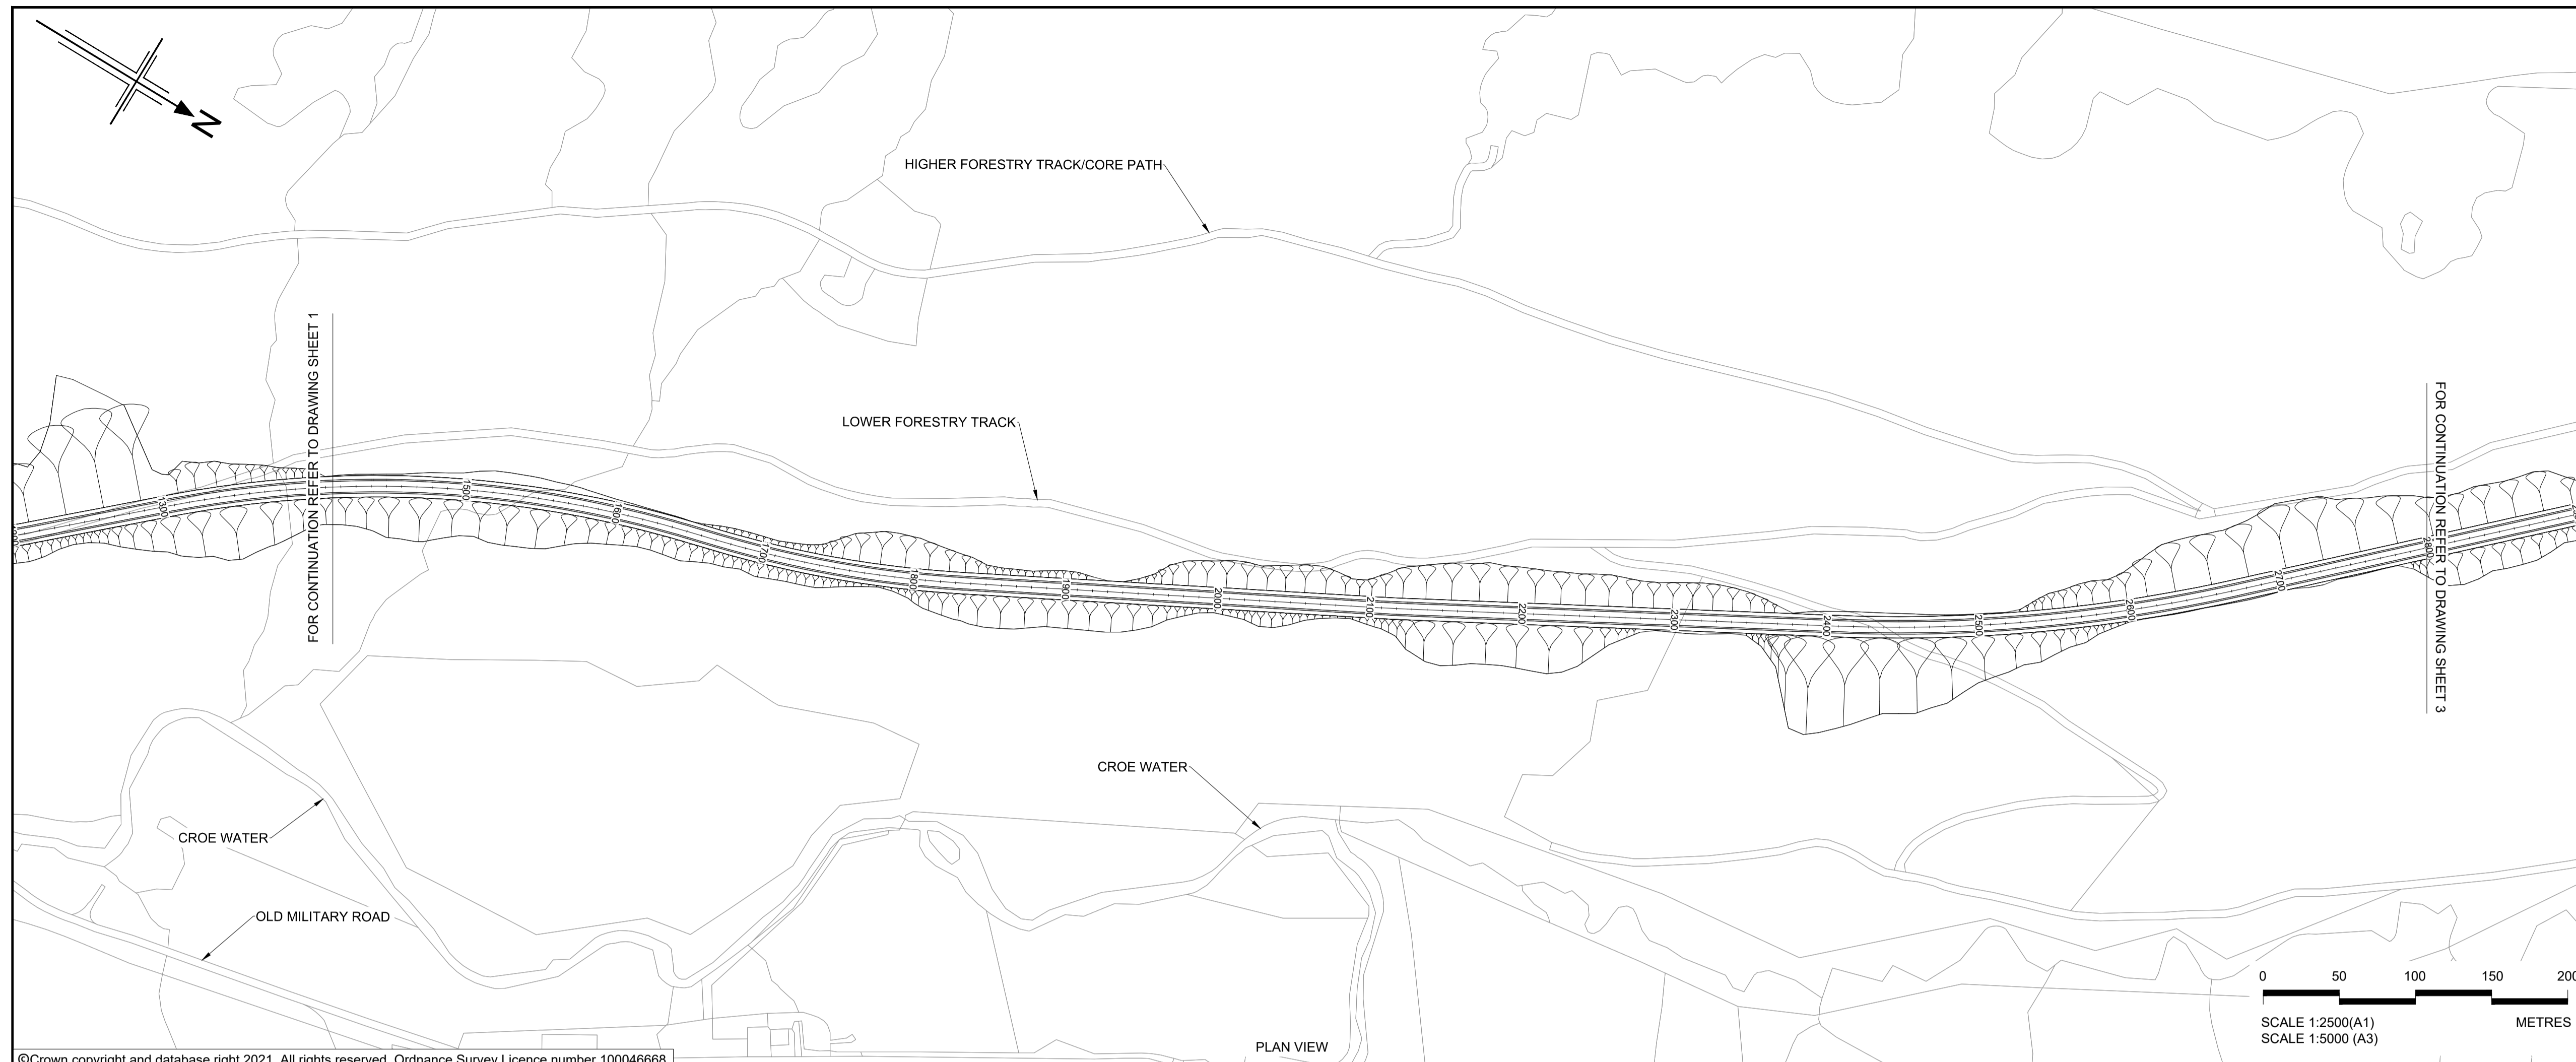 N
HIGHER FORESTRY TRACK/CORE PATH
FOR CONTINUATION REFER TO DRAWING SHEET 1
LOWER FORESTRY TRACK
FOR CONTINUATION REFER TO DRAWING SHEET 3
1300
1500
1600
1700
1800
1900
2000
2100
2200
2300
2400
2500
2600
2700
2800
CROE WATER
CROE WATER
OLD MILITARY ROAD
0 50 100 150 200
SCALE 1:2500(A1) METRES
SCALE 1:5000 (A3)
PLAN VIEW
©Crown copyright and database right 2021. All rights reserved. Ordnance Survey Licence number 100046668.